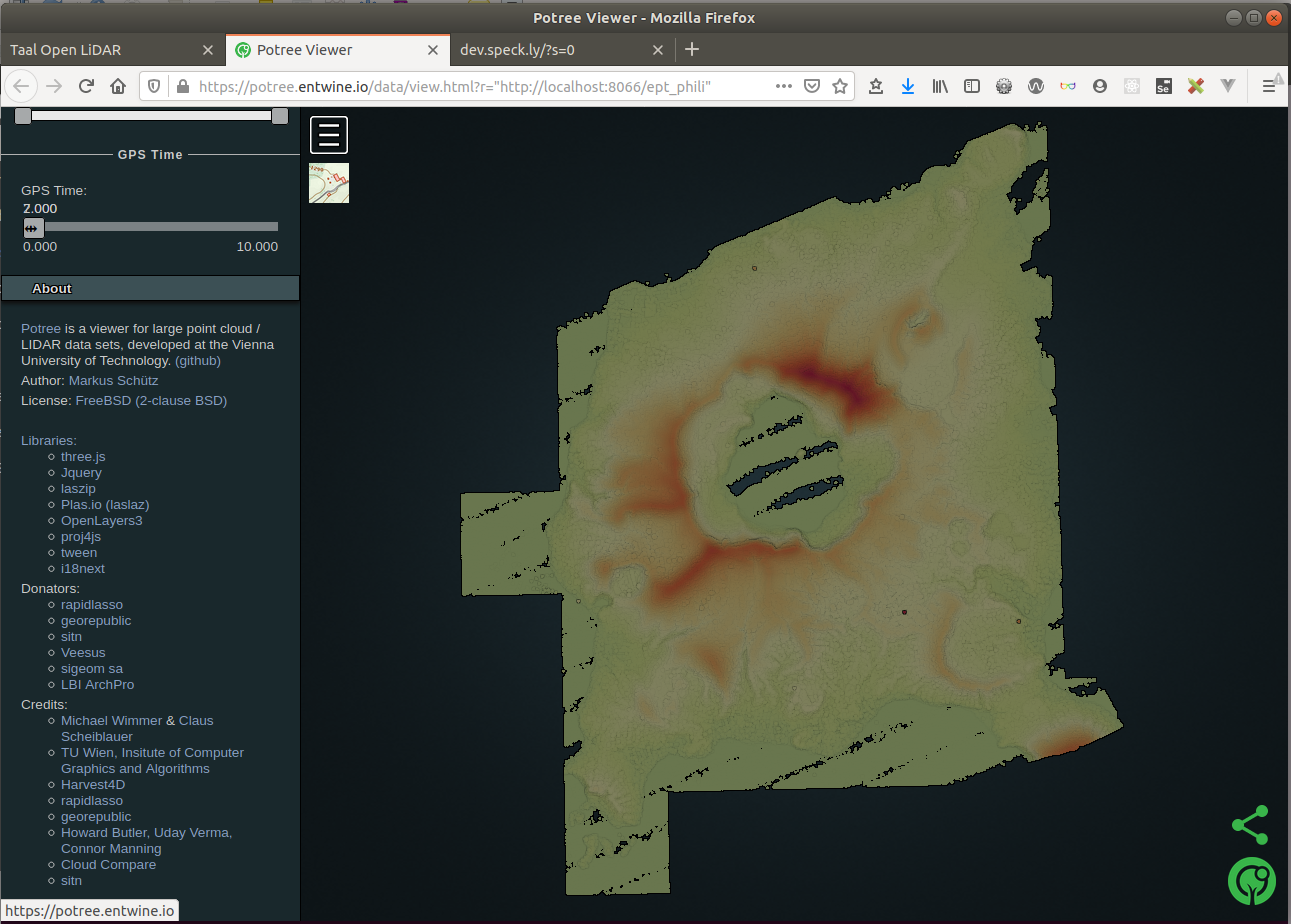 Potree Viewer - Mozilla Firefox
Taal Open LiDAR
Potree Viewer
dev.speck.ly/?s=0
https://potree.entwine.io/data/view.html?r="http://localhost:8066/ept_phili"
Se
GPS Time
GPS Time:
0.000
10.000
About
Potree is a viewer for large point cloud /
LIDAR data sets, developed at the Vienna
University of Technology. (github)
Author: Markus Schütz
License: FreeBSD (2-clause BSD)
Libraries:
three.js
Jquery
laszip
Plas.io (laslaz)
OpenLayers3
proj4js
tween
i18next
Donators:
rapidlasso
georepublic
sitn
Veesus
sigeom sa
LBI ArchPro
Credits:
Michael Wimmer & Claus
Scheiblauer
TU Wien, Insitute of Computer
Graphics and Algorithms
Harvest4D
rapidlasso
georepublic
Howard Butler, Uday Verma,
Connor Manning
Cloud Compare
sitn
https://potree.entwine.io